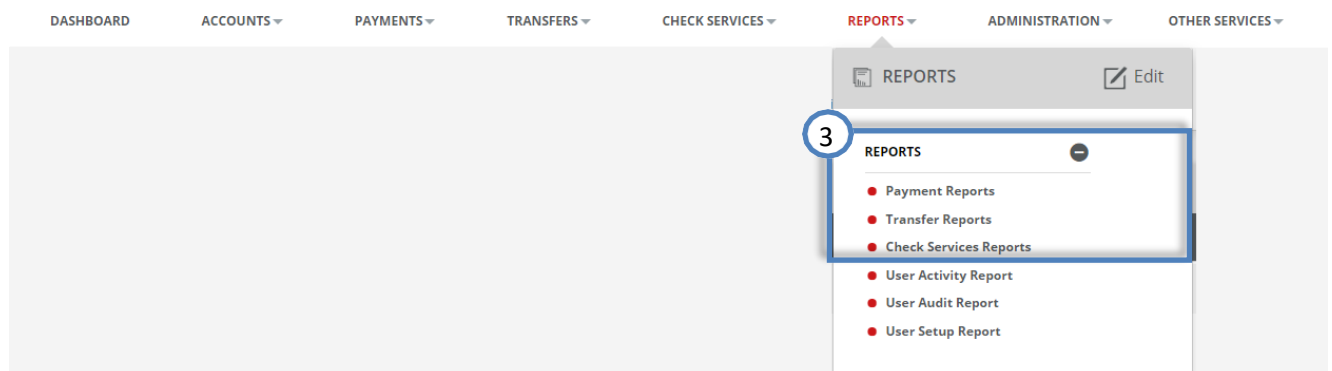 DASHBOARD ACCOUNTS PAYMENTS TRANSFERS CHECK SERVICES REPORTS ADMINISTRATION OTHER SERVICES
REPORTS Edit
3
REPORTS
Payment Reports
Transfer Reports
Check Services Reports
User Activity Report
User Audit Report
User Setup Report